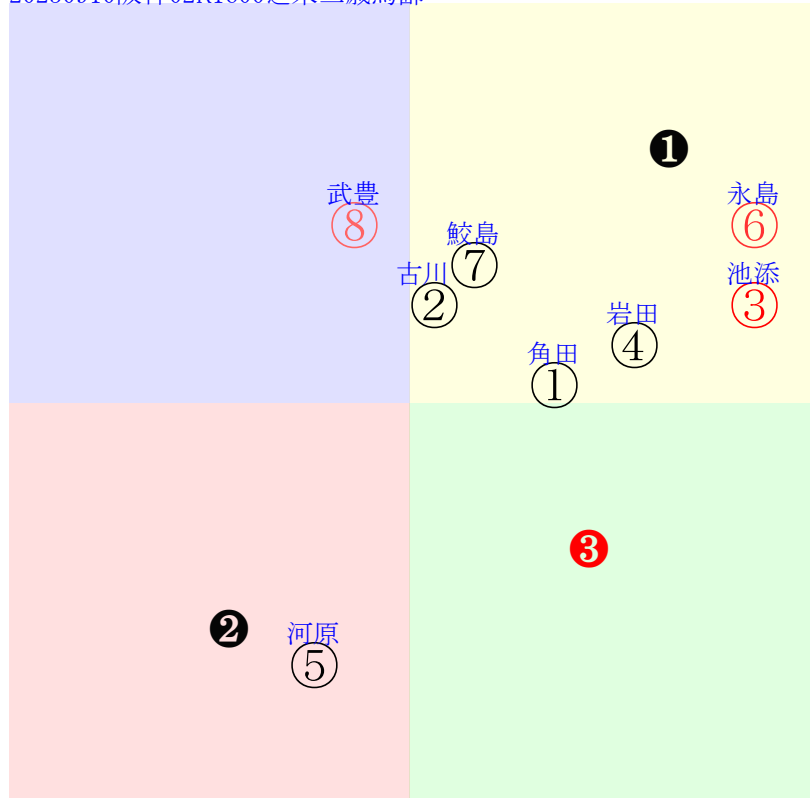 ❶
武豊
永島
⑧
⑥
鮫島
⑦
古川
池添
②
③
岩田
④
角田
①
❸
❷
河原
⑤